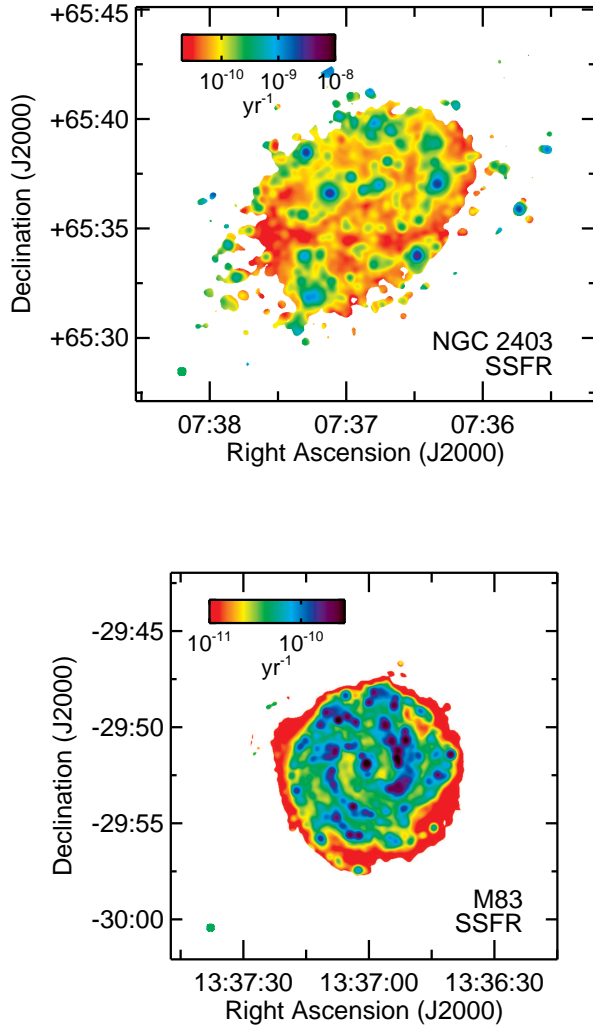 +65:45
10⁻¹⁰ 10⁻⁹ 10⁻⁸
yr⁻¹
+65:40
+65:35
+65:30
Declination (J2000)
NGC 2403
SSFR
07:38 07:37 07:36
Right Ascension (J2000)
-29:45
10⁻¹¹ 10⁻¹⁰
yr⁻¹
-29:50
-29:55
-30:00
Declination (J2000)
M83
SSFR
13:37:30 13:37:00 13:36:30
Right Ascension (J2000)